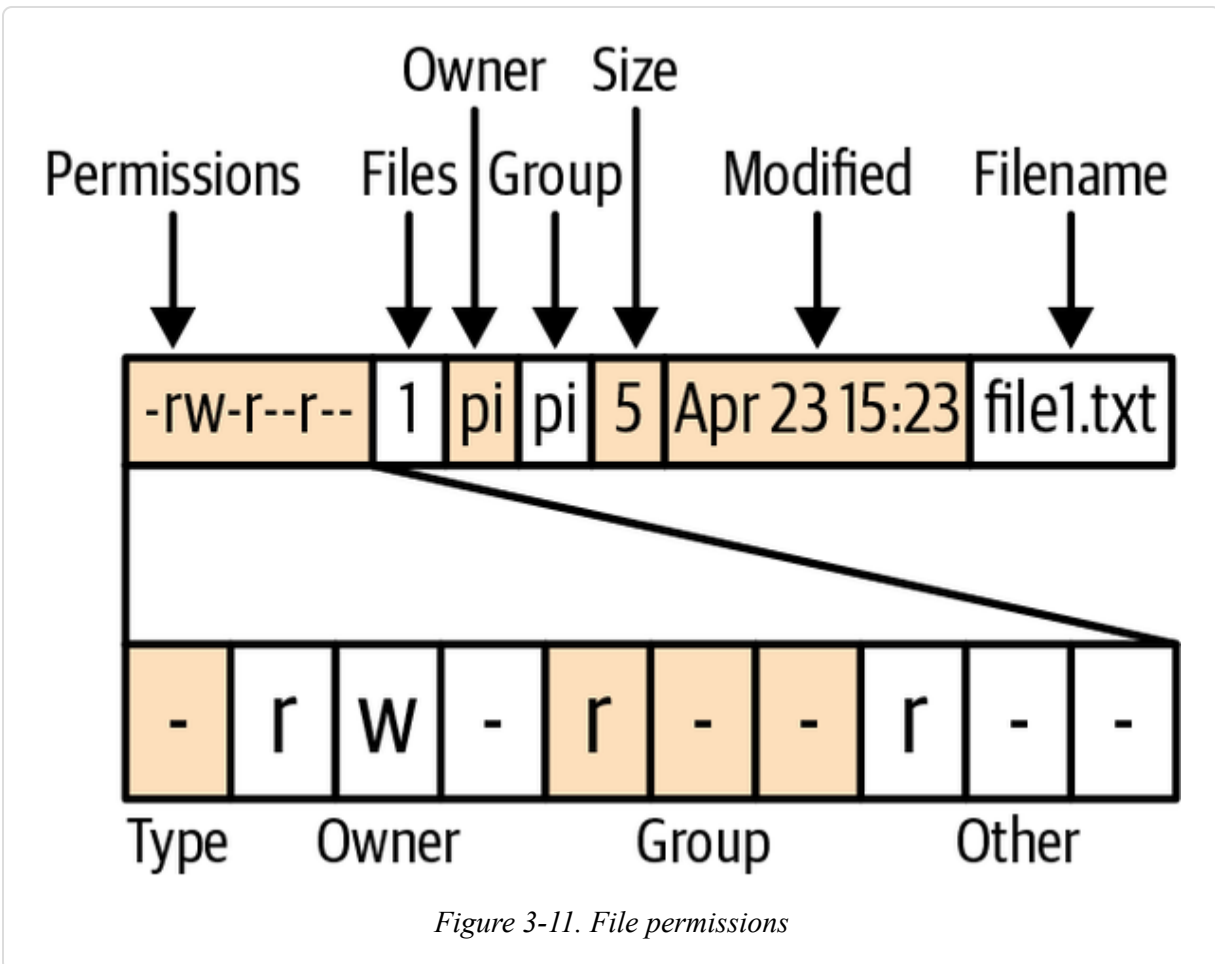 Owner Size
Permissions Files Group Modified Filename
-rw-r--r-- 1 pi pi 5 Apr 23 15:23 file1.txt
- r w - r - - r - -
Type Owner Group Other
Figure 3-11. File permissions